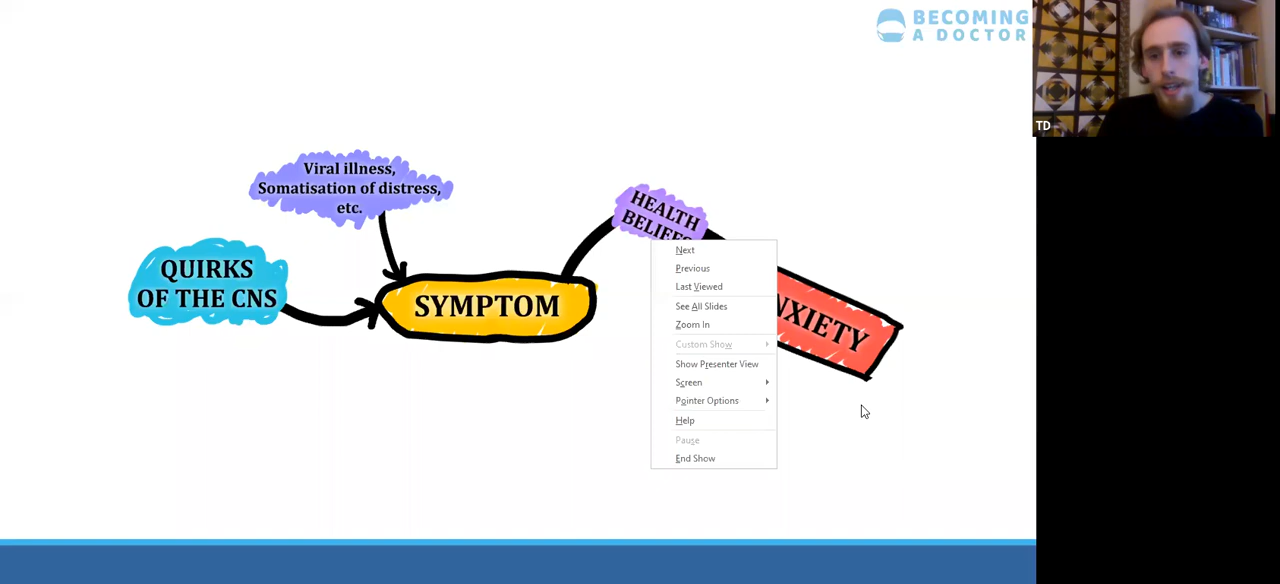 BECOMING
A DOCTOR
TD
Viral illness,
Somatisation of distress,
etc.
QUIRKS
OF THE CNS
SYMPTOM
HEALTH
BELIEFS
NXIETY
Next
Previous
Last Viewed
See All Slides
Zoom In
Custom Show
Show Presenter View
Screen
Pointer Options
Help
Pause
End Show